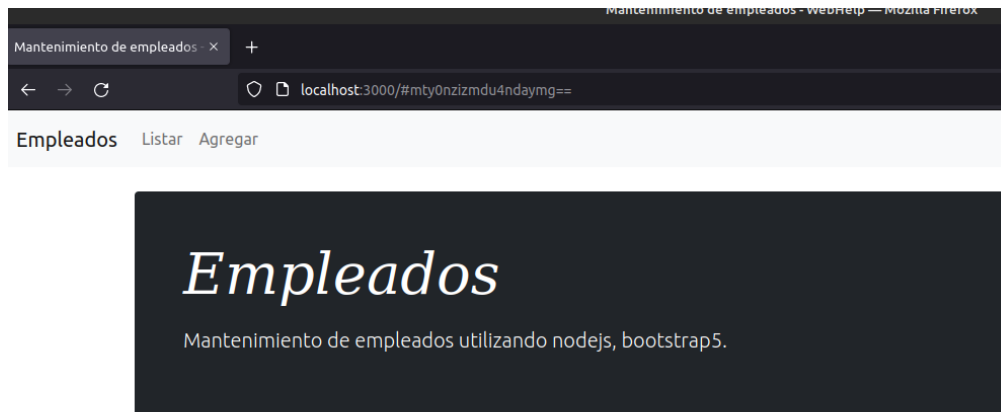 Mantenimiento de empleados - WebHelp — Mozilla Firefox
Mantenimiento de empleados - ×
+
localhost:3000/#mty0nzizmdu4ndaymg==
Empleados Listar Agregar
Empleados
Mantenimiento de empleados utilizando nodejs, bootstrap5.